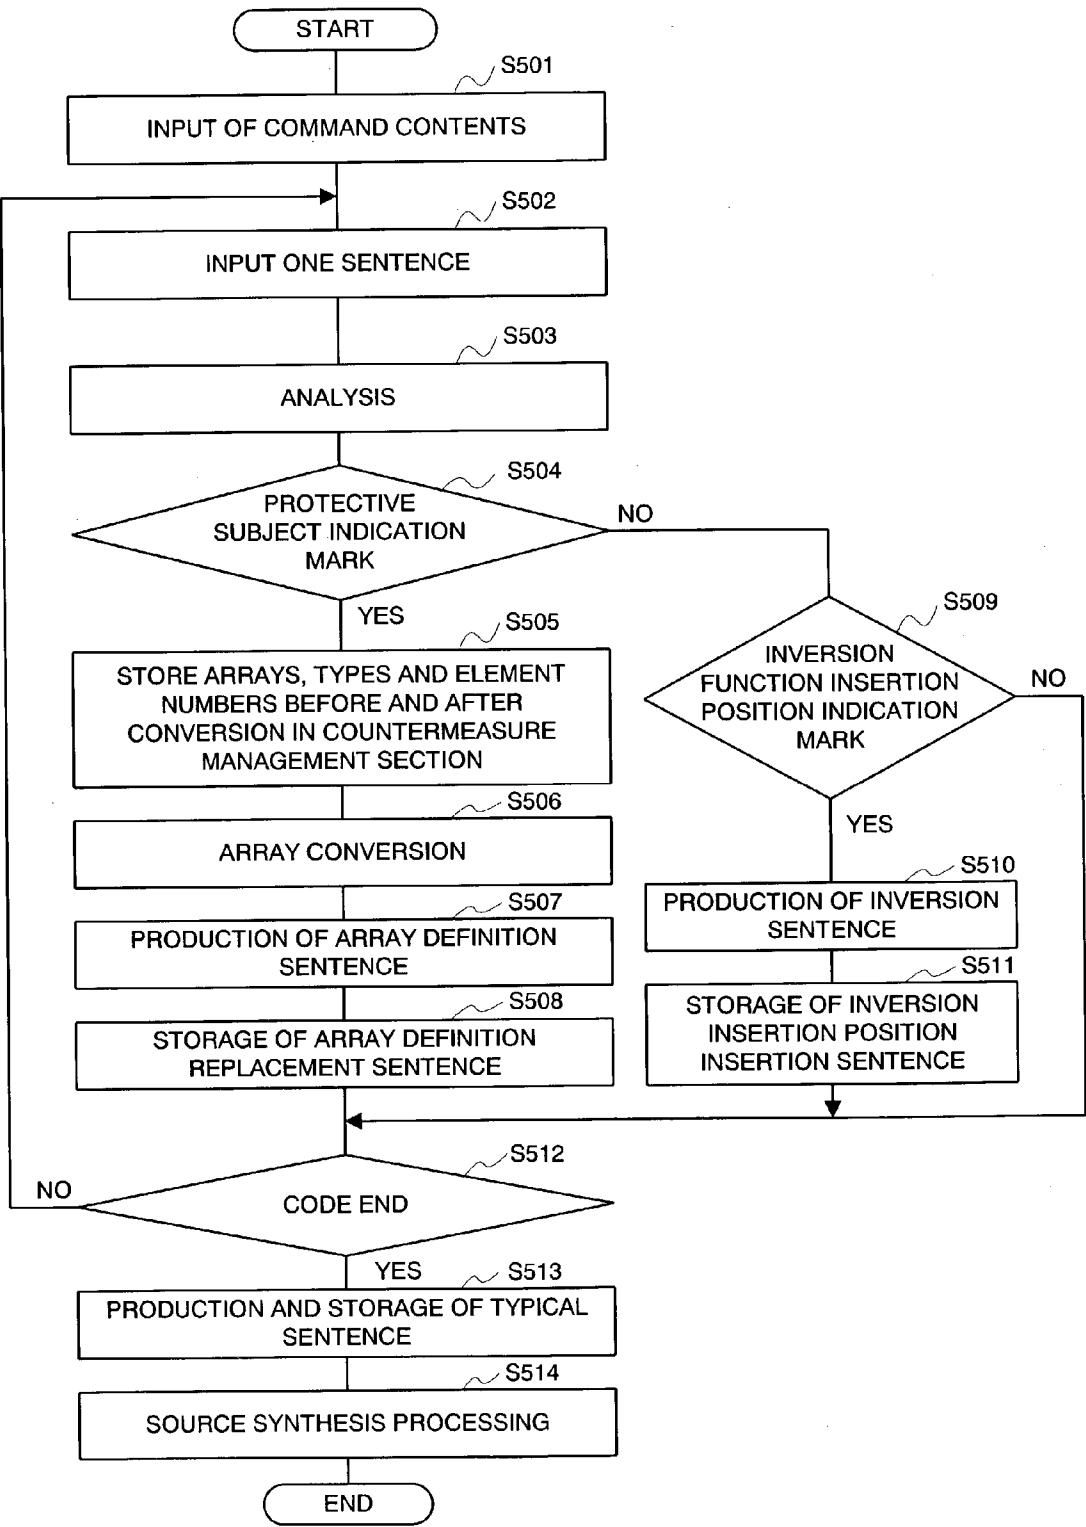 START
S501
INPUT OF COMMAND CONTENTS
S502
INPUT ONE SENTENCE
S503
ANALYSIS
S504
PROTECTIVE
SUBJECT INDICATION
MARK
NO
YES
S505
STORE ARRAYS, TYPES AND ELEMENT
NUMBERS BEFORE AND AFTER
CONVERSION IN COUNTERMEASURE
MANAGEMENT SECTION
S506
ARRAY CONVERSION
S507
PRODUCTION OF ARRAY DEFINITION
SENTENCE
S508
STORAGE OF ARRAY DEFINITION
REPLACEMENT SENTENCE
S509
INVERSION
FUNCTION INSERTION
POSITION INDICATION
MARK
NO
YES
S510
PRODUCTION OF INVERSION
SENTENCE
S511
STORAGE OF INVERSION
INSERTION POSITION
INSERTION SENTENCE
S512
CODE END
NO
YES
S513
PRODUCTION AND STORAGE OF TYPICAL
SENTENCE
S514
SOURCE SYNTHESIS PROCESSING
END